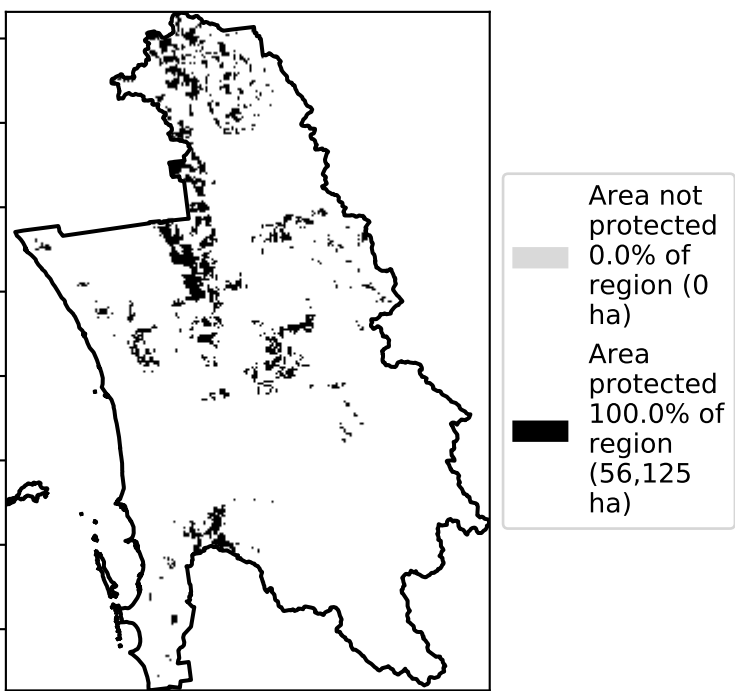 Area not
protected
0.0% of
region (0
ha)
Area
protected
100.0% of
region
(56,125
ha)